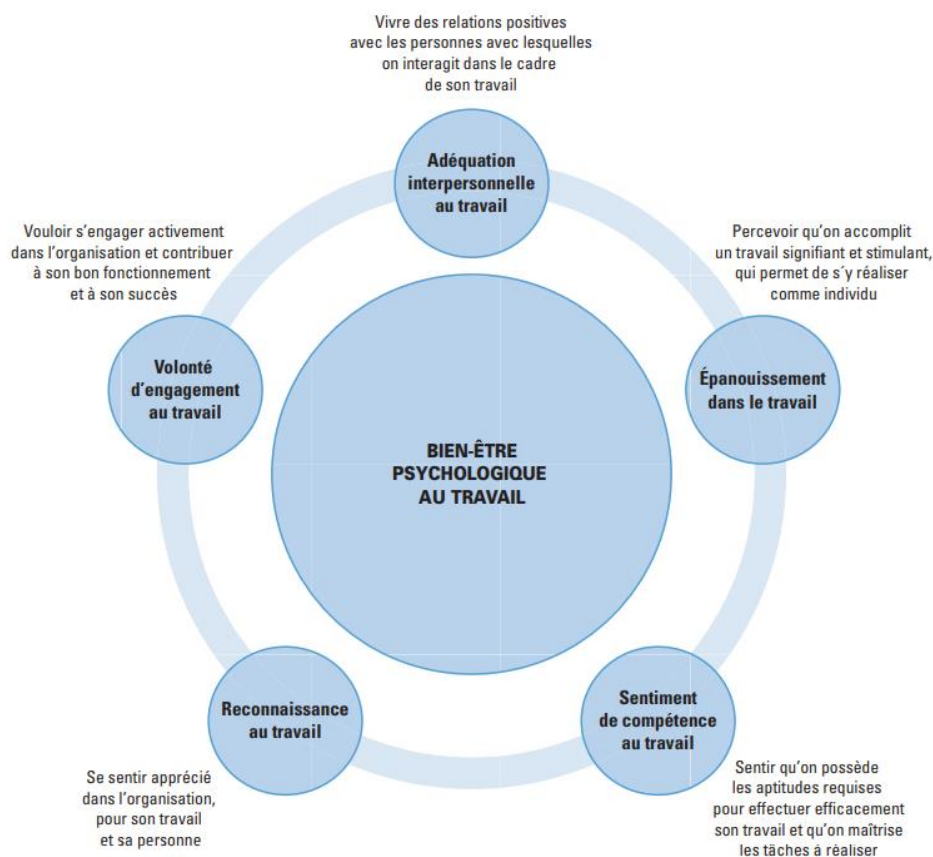 Vivre des relations positives
avec les personnes avec lesquelles
on interagit dans le cadre
de son travail
Adéquation
interpersonnelle
au travail
Percevoir qu’on accomplit
un travail signifiant et stimulant,
qui permet de s´y réaliser
comme individu
Épanouissement
dans le travail
Sentiment
de compétence
au travail
Sentir qu’on possède
les aptitudes requises
pour effectuer efficacement
son travail et qu’on maîtrise
les tâches à réaliser
Reconnaissance
au travail
Se sentir apprécié
dans l’organisation,
pour son travail
et sa personne
Vouloir s’engager activement
dans l’organisation et contribuer
à son bon fonctionnement
et à son succès
Volonté
d’engagement
au travail
BIEN-ÊTRE
PSYCHOLOGIQUE
AU TRAVAIL